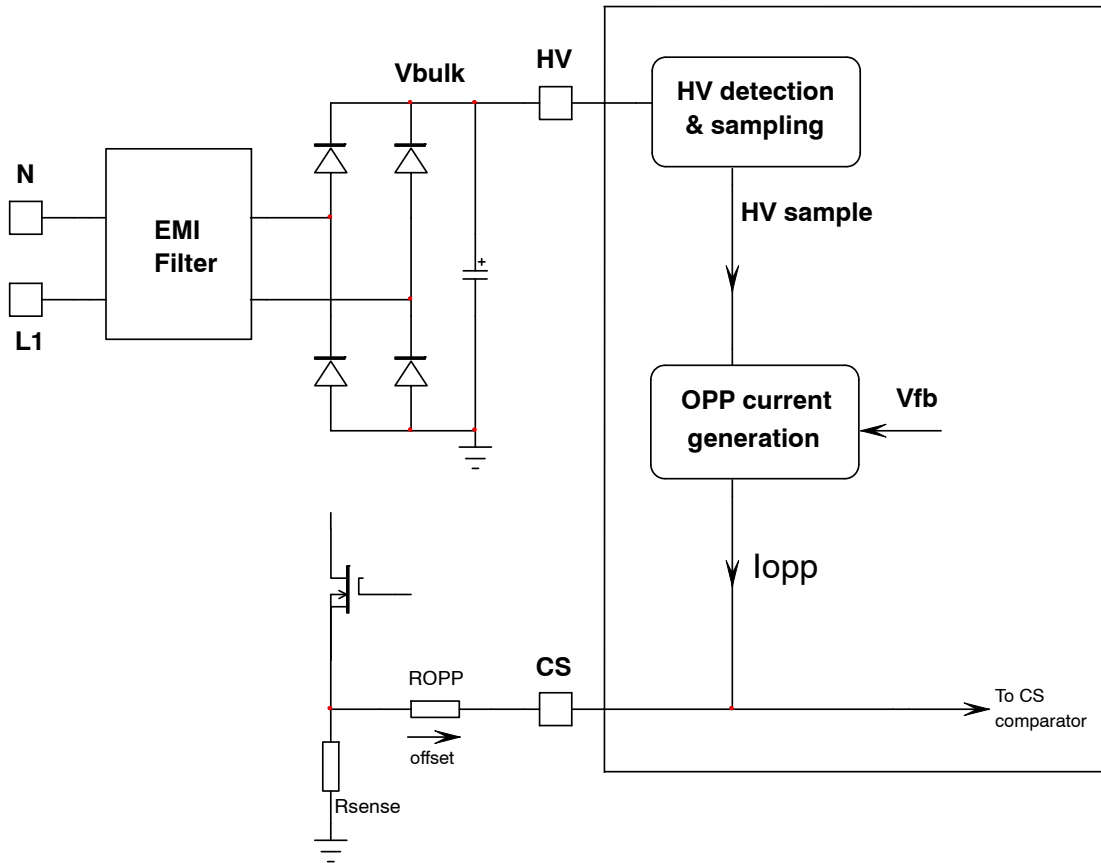 HV
Vbulk
HV detection
& sampling
N
HV sample
EMI
Filter
+
L1
OPP current
generation
Vfb
Iopp
CS
ROPP
To CS
comparator
offset
Rsense